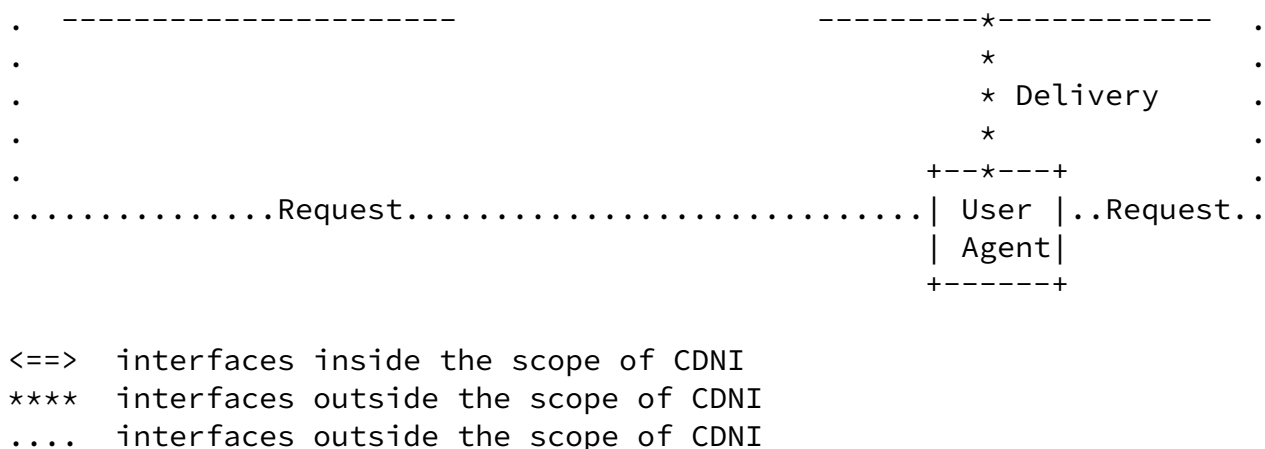 .  ----------------------                    ---------*------------  .
.                                                     *              .
.                                                     * Delivery     .
.                                                     *              .
.                                                  +--*---+          .
...............Request.............................| User |..Request..
                                                   | Agent|
                                                   +------+
<==>  interfaces inside the scope of CDNI
****  interfaces outside the scope of CDNI
....  interfaces outside the scope of CDNI